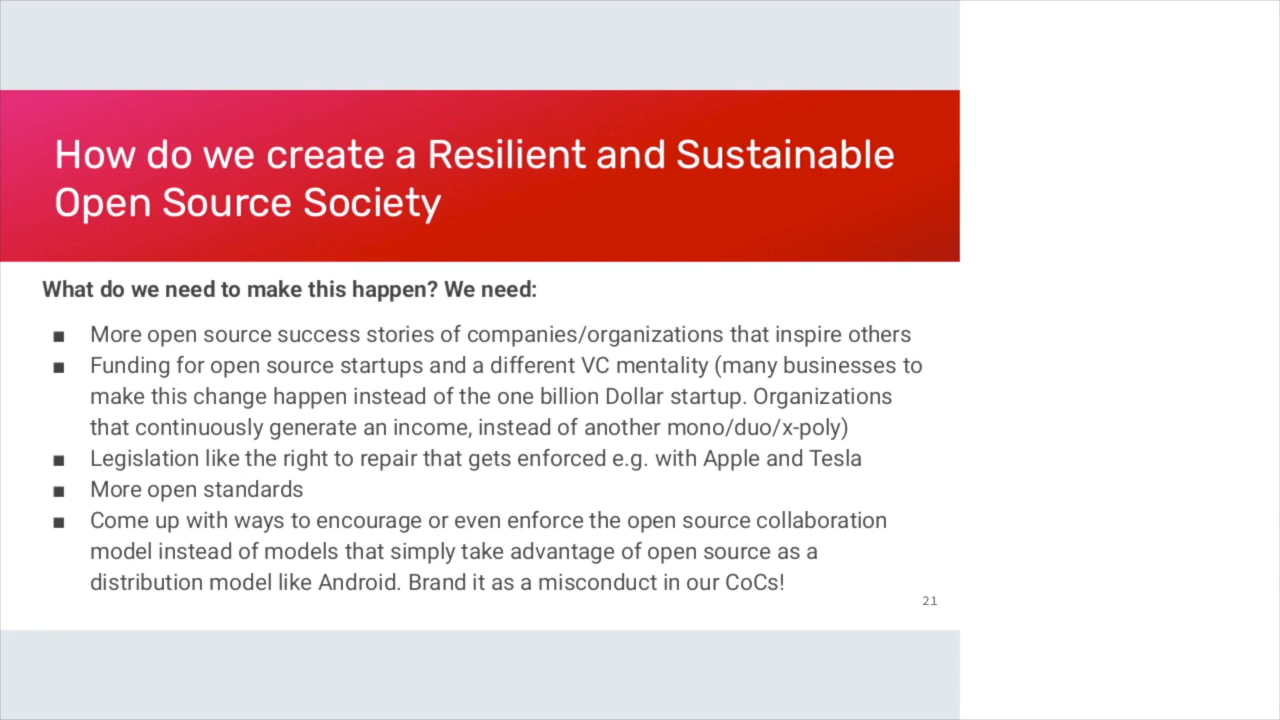 How do we create a Resilient and Sustainable
Open Source Society
What do we need to make this happen? We need:
■ More open source success stories of companies/organizations that inspire others
■ Funding for open source startups and a different VC mentality (many businesses to
make this change happen instead of the one billion Dollar startup. Organizations
that continuously generate an income, instead of another mono/duo/x-poly)
■ Legislation like the right to repair that gets enforced e.g. with Apple and Tesla
■ More open standards
■ Come up with ways to encourage or even enforce the open source collaboration
model instead of models that simply take advantage of open source as a
distribution model like Android. Brand it as a misconduct in our CoCs!
21